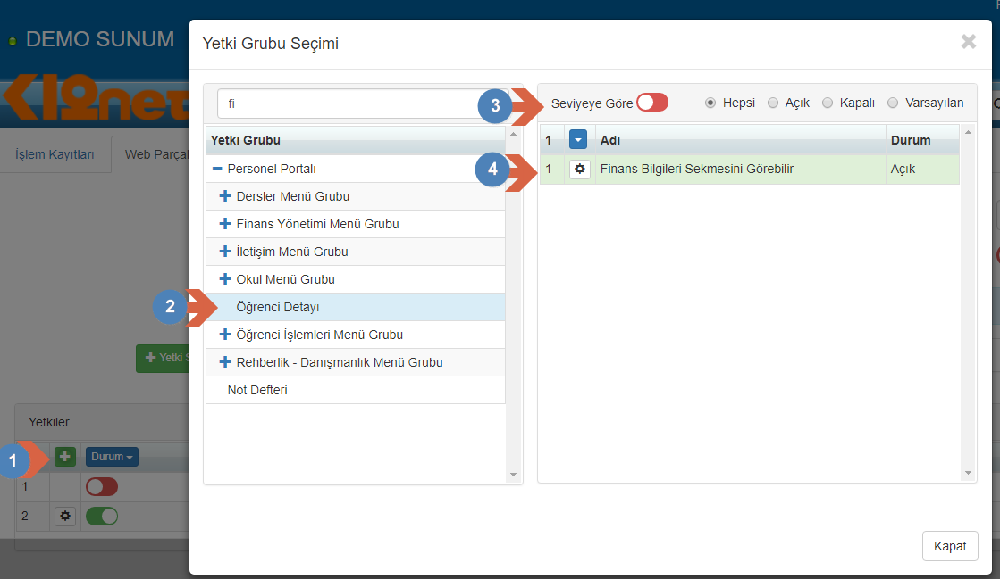 DEMO SUNUM
K12net
İşlem Kayıtları
Web Parçal
Yetki S
Yetkiler
1
Durum
1
2
Yetki Grubu Seçimi
fi
Yetki Grubu
Personel Portalı
Dersler Menü Grubu
Finans Yönetimi Menü Grubu
İletişim Menü Grubu
Okul Menü Grubu
2
Öğrenci Detayı
Öğrenci İşlemleri Menü Grubu
Rehberlik - Danışmanlık Menü Grubu
Not Defteri
3
Seviyeye Göre Hepsi Açık Kapalı Varsayılan
1 Adı Durum
4
1 Finans Bilgileri Sekmesini Görebilir Açık
Kapat